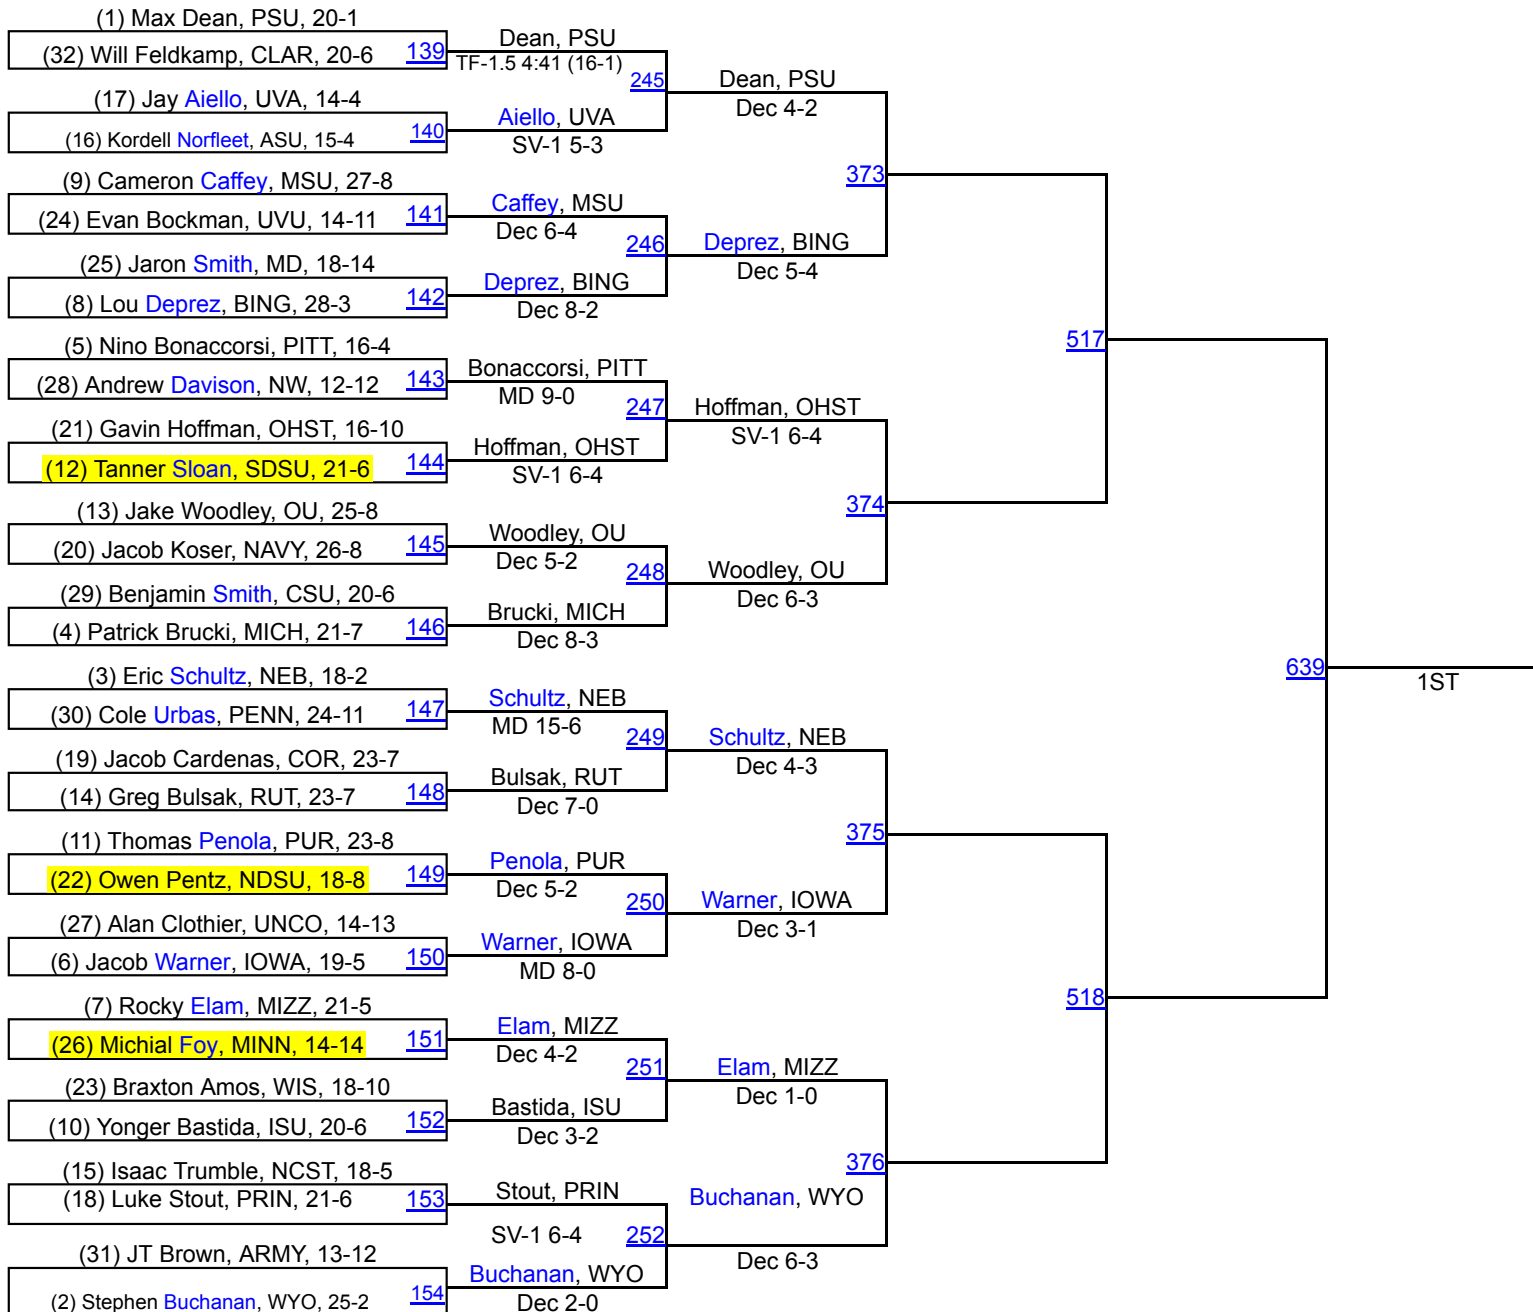 (1) Max Dean, PSU, 20-1
(32) Will Feldkamp, CLAR, 20-6
139
(17) Jay Aiello, UVA, 14-4
(16) Kordell Norfleet, ASU, 15-4
140
(9) Cameron Caffey, MSU, 27-8
(24) Evan Bockman, UVU, 14-11
141
(25) Jaron Smith, MD, 18-14
(8) Lou Deprez, BING, 28-3
142
(5) Nino Bonaccorsi, PITT, 16-4
(28) Andrew Davison, NW, 12-12
143
(21) Gavin Hoffman, OHST, 16-10
(12) Tanner Sloan, SDSU, 21-6
144
(13) Jake Woodley, OU, 25-8
(20) Jacob Koser, NAVY, 26-8
145
(29) Benjamin Smith, CSU, 20-6
(4) Patrick Brucki, MICH, 21-7
146
(3) Eric Schultz, NEB, 18-2
(30) Cole Urbas, PENN, 24-11
147
(19) Jacob Cardenas, COR, 23-7
(14) Greg Bulsak, RUT, 23-7
148
(11) Thomas Penola, PUR, 23-8
(22) Owen Pentz, NDSU, 18-8
149
(27) Alan Clothier, UNCO, 14-13
(6) Jacob Warner, IOWA, 19-5
150
(7) Rocky Elam, MIZZ, 21-5
(26) Michial Foy, MINN, 14-14
151
(23) Braxton Amos, WIS, 18-10
(10) Yonger Bastida, ISU, 20-6
152
(15) Isaac Trumble, NCST, 18-5
(18) Luke Stout, PRIN, 21-6
153
(31) JT Brown, ARMY, 13-12
(2) Stephen Buchanan, WYO, 25-2
154
Dean, PSU
TF-1.5 4:41 (16-1)
245
Aiello, UVA
SV-1 5-3
Caffey, MSU
Dec 6-4
246
Deprez, BING
Dec 8-2
Bonaccorsi, PITT
MD 9-0
247
Hoffman, OHST
SV-1 6-4
Woodley, OU
Dec 5-2
248
Brucki, MICH
Dec 8-3
Schultz, NEB
MD 15-6
249
Bulsak, RUT
Dec 7-0
Penola, PUR
Dec 5-2
250
Warner, IOWA
MD 8-0
Elam, MIZZ
Dec 4-2
251
Bastida, ISU
Dec 3-2
Stout, PRIN
SV-1 6-4
252
Buchanan, WYO
Dec 2-0
Dean, PSU
Dec 4-2
373
Deprez, BING
Dec 5-4
Hoffman, OHST
SV-1 6-4
374
Woodley, OU
Dec 6-3
Schultz, NEB
Dec 4-3
375
Warner, IOWA
Dec 3-1
Elam, MIZZ
Dec 1-0
376
Buchanan, WYO
Dec 6-3
517
518
639
1ST